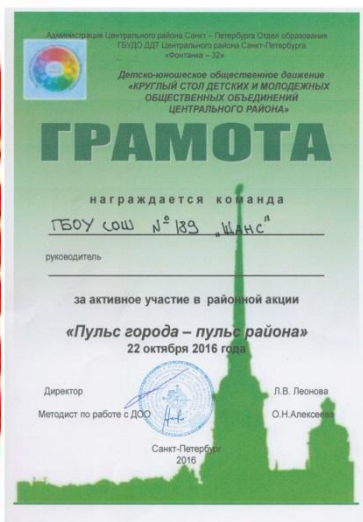 Администрация Центрального района Санкт – Петербурга Отдел образования
ГБУДО ДДТ Центрального района Санкт-Петербурга
«Фонтанка – 32»
Детско-юношеское общественное движение
«КРУГЛЫЙ СТОЛ ДЕТСКИХ И МОЛОДЕЖНЫХ
ОБЩЕСТВЕННЫХ ОБЪЕДИНЕНИЙ
ЦЕНТРАЛЬНОГО РАЙОНА»
ГРАМОТА
награждается команда
ГБОУ СОШ № 189 "ШАНС"
руководитель
за активное участие в районной акции
«Пульс города – пульс района»
22 октября 2016 года
Директор Л.В. Леонова
Методист по работе с ДОО О.Н.Алексеева
Санкт-Петербург
2016